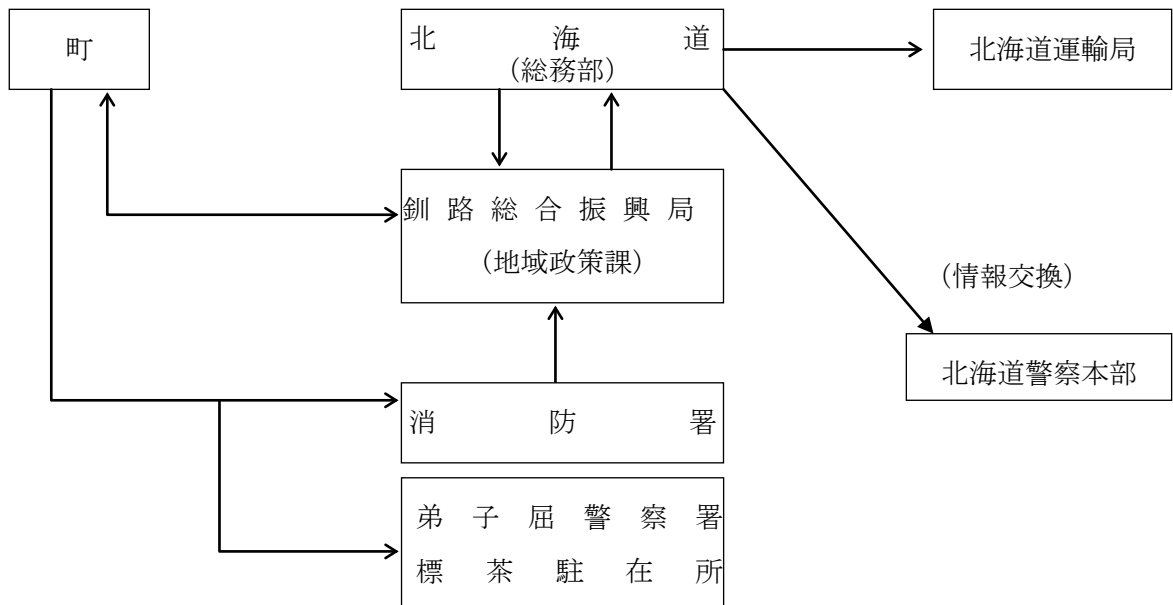 町
北海道
（総務部）
北海道運輸局
釧路総合振興局
（地域政策課）
（情報交換）
北海道警察本部
消防署
弟子屈警察署
標茶駐在所